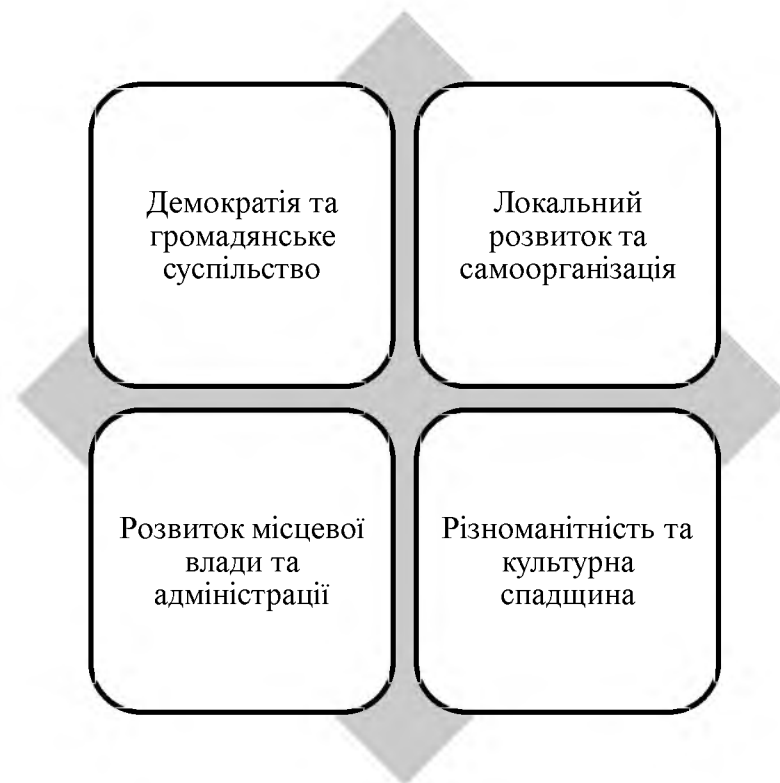 Демократія та
громадянське
суспільство
Локальний
розвиток та
самоорганізація
Розвиток місцевої
влади та
адміністрації
Різноманітність та
культурна
спадщина